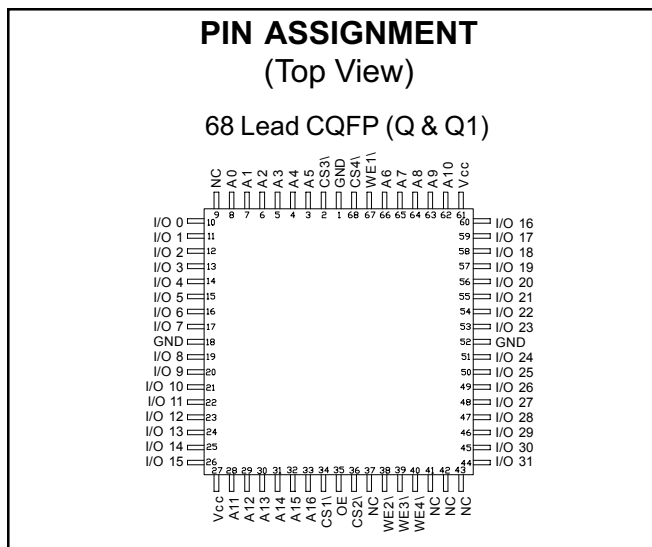 PIN ASSIGNMENT
(Top View)
68 Lead CQFP (Q & Q1)
NC A0 A1 A2 A3 A4 A5 CS3\ GND CS4\ WE1\ A6 A7 A8 A9 A10 Vcc
9 8 7 6 5 4 3 2 1 68 67 66 65 64 63 62 61
I/O 0 10 60 I/O 16
I/O 1 11 59 I/O 17
I/O 2 12 58 I/O 18
I/O 3 13 57 I/O 19
I/O 4 14 56 I/O 20
I/O 5 15 55 I/O 21
I/O 6 16 54 I/O 22
I/O 7 17 53 I/O 23
GND 18 52 GND
I/O 8 19 51 I/O 24
I/O 9 20 50 I/O 25
I/O 10 21 49 I/O 26
I/O 11 22 48 I/O 27
I/O 12 23 47 I/O 28
I/O 13 24 46 I/O 29
I/O 14 25 45 I/O 30
I/O 15 26 44 I/O 31
27 28 29 30 31 32 33 34 35 36 37 38 39 40 41 42 43
Vcc A11 A12 A13 A14 A15 A16 CS1\ OE CS2\ NC WE2\ WE3\ WE4\ NC NC NC